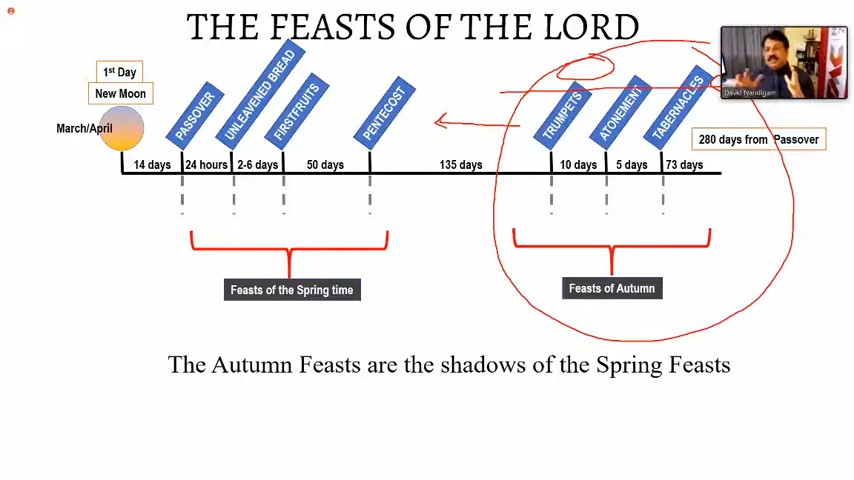 THE FEASTS OF THE LORD
1st Day
New Moon
March/April
PASSOVER
UNLEAVENED BREAD
FIRSTFRUITS
PENTECOST
TRUMPETS
ATONEMENT
TABERNACLES
David Nandigam
280 days from Passover
14 days
24 hours
2-6 days
50 days
135 days
10 days
5 days
73 days
Feasts of the Spring time
Feasts of Autumn
The Autumn Feasts are the shadows of the Spring Feasts